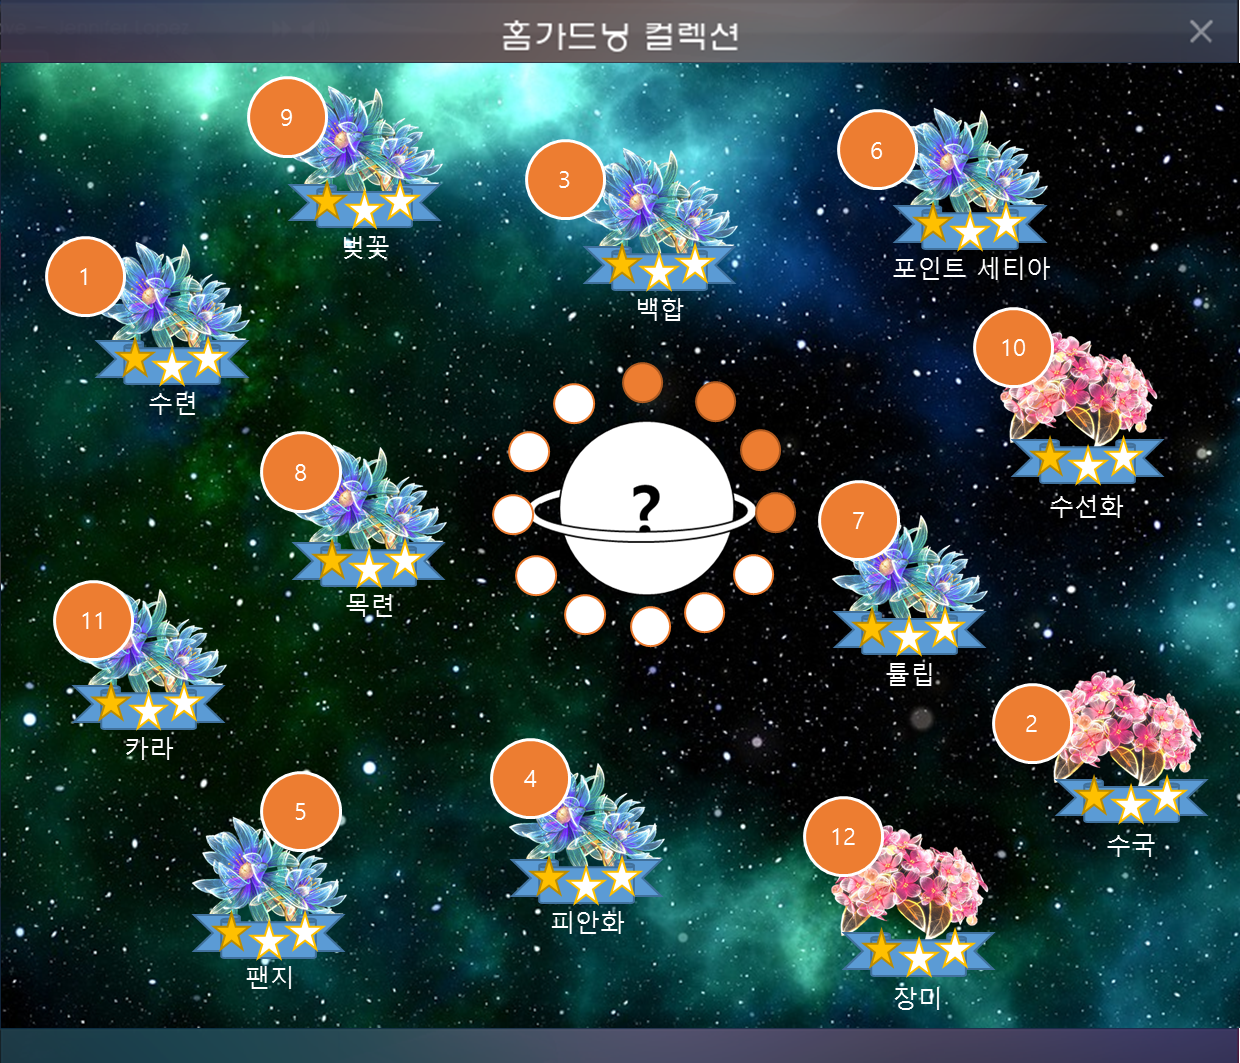 홈가드닝 컬렉션
9
벚꽃
3
백합
6
포인트 세티아
1
수련
10
수선화
8
목련
?
7
튤립
11
카라
2
수국
5
팬지
4
피안화
12
창미